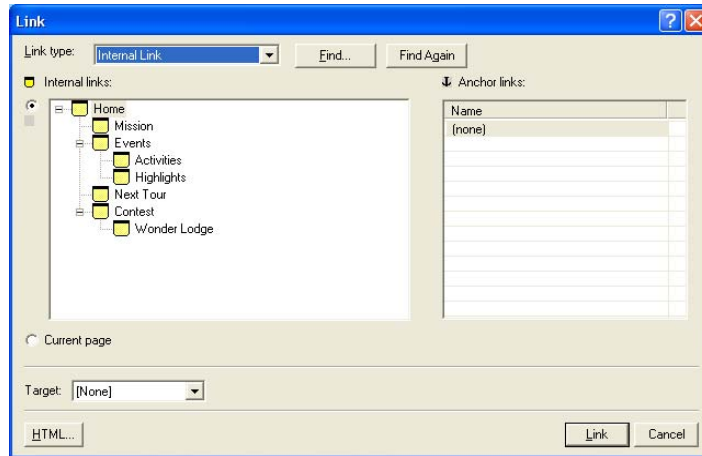 Link
Link type: Internal Link Find... Find Again
Internal links:
Home
Mission
Events
Activities
Highlights
Next Tour
Contest
Wonder Lodge
Anchor links:
Name
(none)
Current page
Target: [None]
HTML... Link Cancel